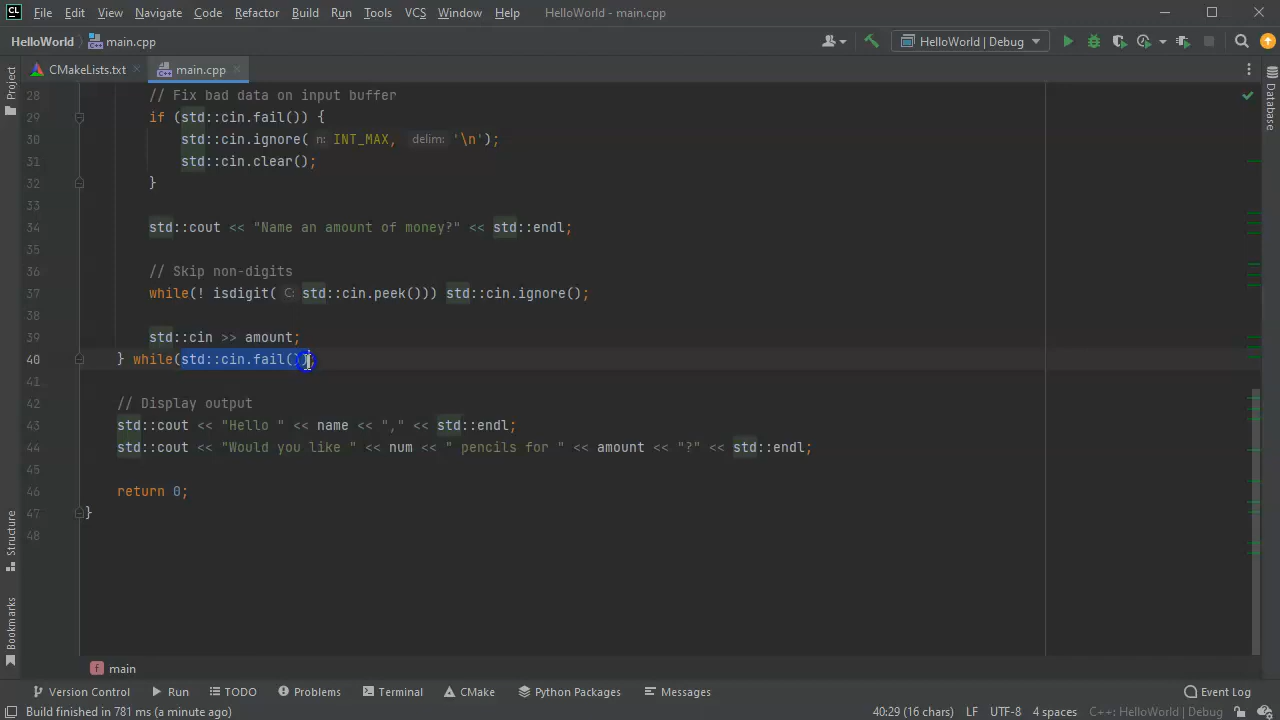 CL File Edit View Navigate Code Refactor Build Run Tools VCS Window Help HelloWorld - main.cpp
HelloWorld main.cpp HelloWorld | Debug
CMakeLists.txt main.cpp
Project
Database
28 // Fix bad data on input buffer
29 if (std::cin.fail()) {
30 std::cin.ignore( n: INT_MAX, delim: '\n');
31 std::cin.clear();
32 }
33
34 std::cout << "Name an amount of money?" << std::endl;
35
36 // Skip non-digits
37 while(! isdigit( C: std::cin.peek())) std::cin.ignore();
38
39 std::cin >> amount;
40 } while(std::cin.fail());
41
42 // Display output
43 std::cout << "Hello " << name << "," << std::endl;
44 std::cout << "Would you like " << num << " pencils for " << amount << "?" << std::endl;
45
46 return 0;
47 }
48
Structure
Bookmarks
f main
Version Control Run TODO Problems Terminal CMake Python Packages Messages Event Log
Build finished in 781 ms (a minute ago) 40:29 (16 chars) LF UTF-8 4 spaces C++: HelloWorld | Debug